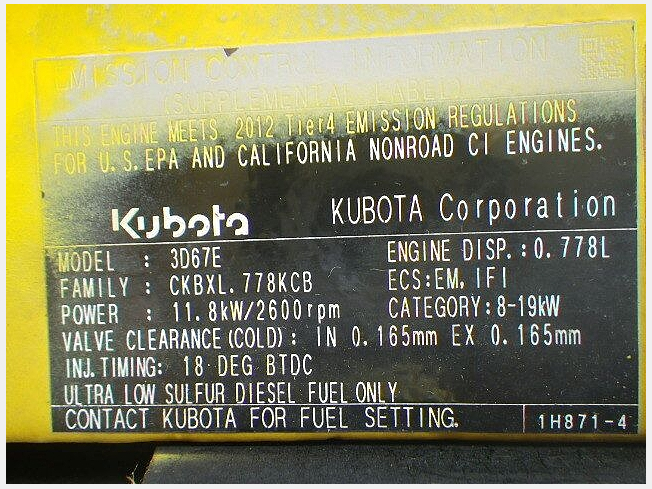 EMISSION CONTROL INFORMATION
(SUPPLEMENTAL LABEL)
THIS ENGINE MEETS 2012 Tier4 EMISSION REGULATIONS
FOR U.S.EPA AND CALIFORNIA NONROAD CI ENGINES.
Kubota KUBOTA Corporation
MODEL : 3D67E ENGINE DISP.:0.778L
FAMILY : CKBXL.778KCB ECS:EM,IFI
POWER : 11.8kW/2600rpm CATEGORY:8-19kW
VALVE CLEARANCE(COLD): IN 0.165mm EX 0.165mm
INJ.TIMING: 18 DEG BTDC
ULTRA LOW SULFUR DIESEL FUEL ONLY
CONTACT KUBOTA FOR FUEL SETTING. 1H871-4